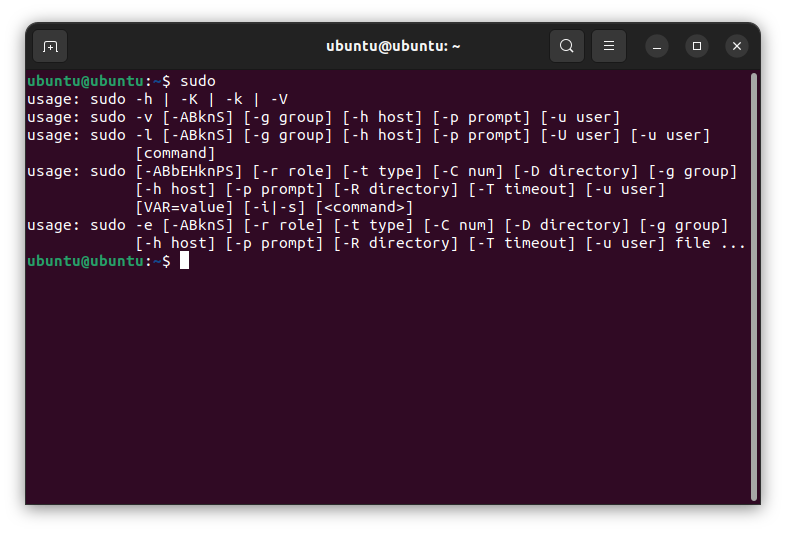 ubuntu@ubuntu: ~
ubuntu@ubuntu:~$ sudo
usage: sudo -h | -K | -k | -V
usage: sudo -v [-ABknS] [-g group] [-h host] [-p prompt] [-u user]
usage: sudo -l [-ABknS] [-g group] [-h host] [-p prompt] [-U user] [-u user]
            [command]
usage: sudo [-ABbEHknPS] [-r role] [-t type] [-C num] [-D directory] [-g group]
            [-h host] [-p prompt] [-R directory] [-T timeout] [-u user]
            [VAR=value] [-i|-s] [<command>]
usage: sudo -e [-ABknS] [-r role] [-t type] [-C num] [-D directory] [-g group]
            [-h host] [-p prompt] [-R directory] [-T timeout] [-u user] file ...
ubuntu@ubuntu:~$